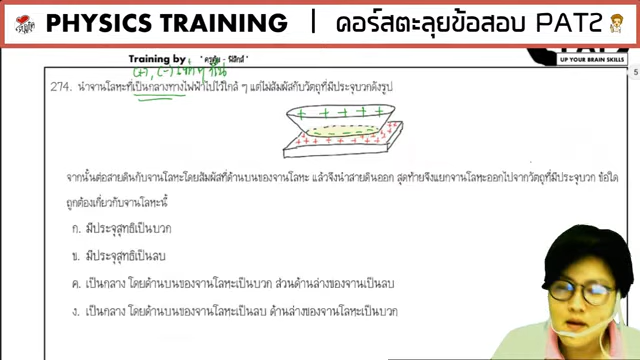 PHYSICS TRAINING | คอร์สตะลุยข้อสอบ PAT2
Training by
UP YOUR BRAIN SKILLS
5
(+), (-)
274. นำจานโลหะที่เป็นกลางทางไฟฟ้าไปไว้ใกล้ ๆ แต่ไม่สัมผัสกับวัตถุที่มีประจุบวกดังรูป
+ + + + +
จากนั้นต่อสายดินกับจานโลหะโดยสัมผัสที่ด้านบนของจานโลหะ แล้วจึงนำสายดินออก สุดท้ายจึงแยกจานโลหะออกไปจากวัตถุที่มีประจุบวก ข้อใด
ถูกต้องเกี่ยวกับจานโลหะนี้
ก. มีประจุสุทธิเป็นบวก
ข. มีประจุสุทธิเป็นลบ
ค. เป็นกลาง โดยด้านบนของจานโลหะเป็นบวก ส่วนด้านล่างของจานเป็นลบ
ง. เป็นกลาง โดยด้านบนของจานโลหะเป็นลบ ด้านล่างของจานโลหะเป็นบวก